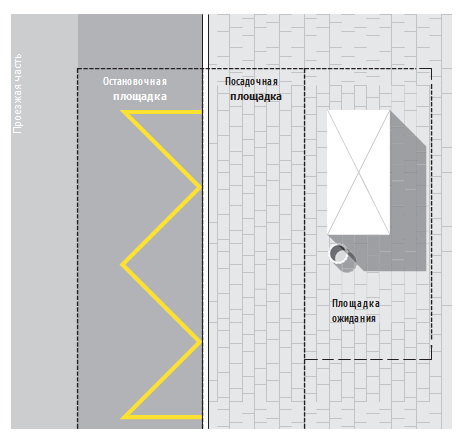 Проезжая часть
Остановочная
площадка
Посадочная
площадка
Площадка
ожидания